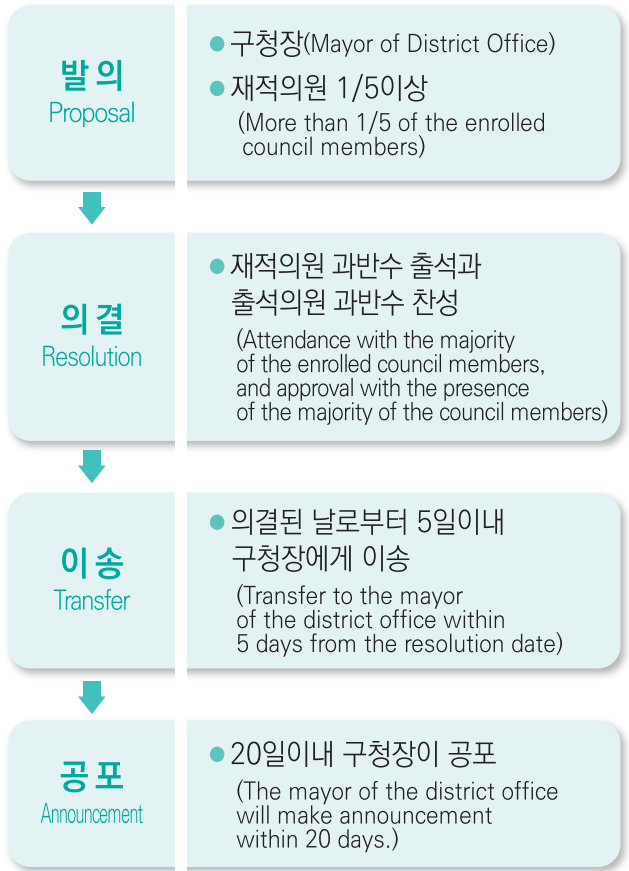 발의
Proposal
● 구청장(Mayor of District Office)
● 재적의원 1/5이상
(More than 1/5 of the enrolled
council members)
의결
Resolution
● 재적의원 과반수 출석과
출석의원 과반수 찬성
(Attendance with the majority
of the enrolled council members,
and approval with the presence
of the majority of the council members)
이송
Transfer
● 의결된 날로부터 5일이내
구청장에게 이송
(Transfer to the mayor
of the district office within
5 days from the resolution date)
공포
Announcement
● 20일이내 구청장이 공포
(The mayor of the district office
will make announcement
within 20 days.)